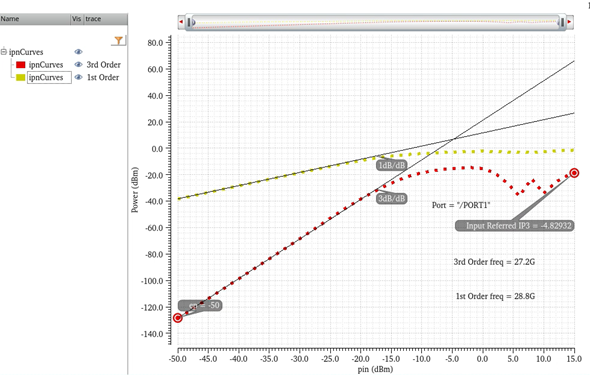 Name Vis trace
ipnCurves
ipnCurves 3rd Order
ipnCurves 1st Order
80.0
60.0
40.0
20.0
0.0
-20.0
-40.0
-60.0
-80.0
-100.0
-120.0
-140.0
Power (dBm)
1dB/dB
3dB/dB
Port = "/PORT1"
Input Referred IP3 = -4.82932
3rd Order freq = 27.2G
1st Order freq = 28.8G
= -50
-50.0 -45.0 -40.0 -35.0 -30.0 -25.0 -20.0 -15.0 -10.0 -5.0 0.0 5.0 10.0 15.0
pin (dBm)